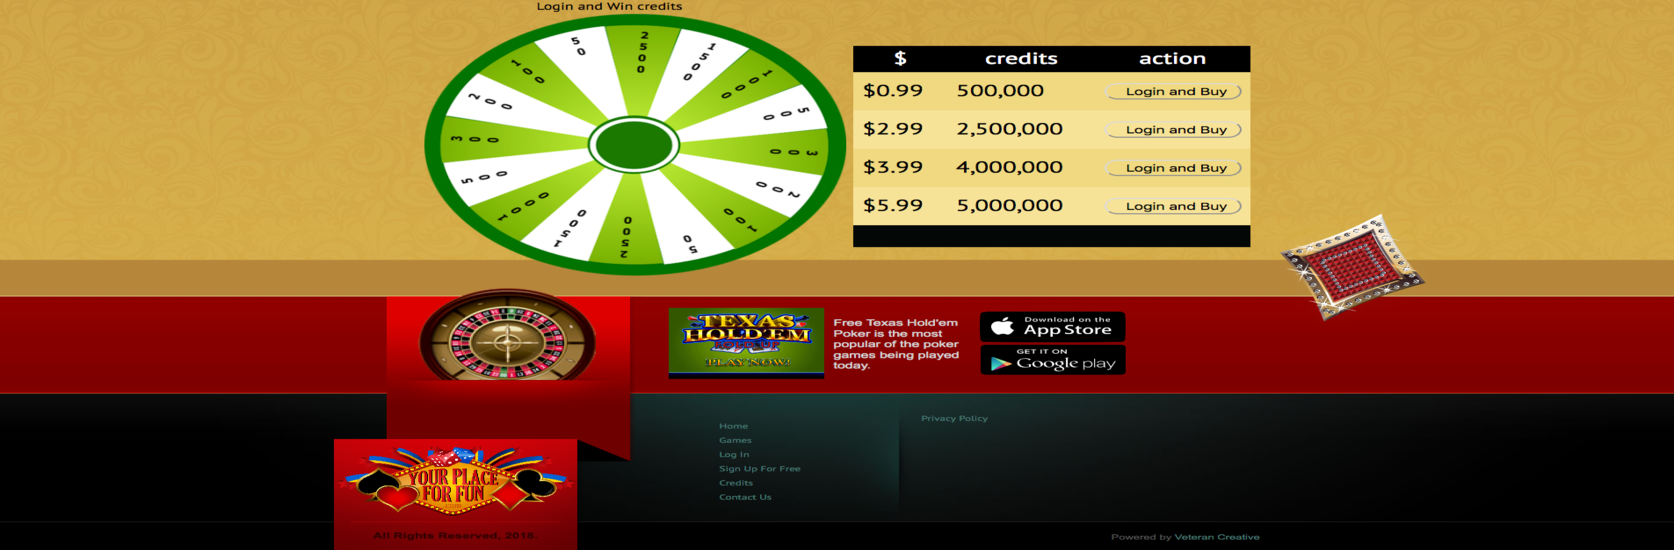 Login and Win credits
2500
1500
1000
500
300
200
100
50
2500
1500
1000
500
300
200
100
50
$ credits action
$0.99 500,000 Login and Buy
$2.99 2,500,000 Login and Buy
$3.99 4,000,000 Login and Buy
$5.99 5,000,000 Login and Buy
TEXAS
HOLD'EM
PLAY NOW!
Free Texas Hold'em
Poker is the most
popular of the poker
games being played
today.
Download on the
App Store
GET IT ON
Google play
Home
Games
Log In
Sign Up For Free
Credits
Contact Us
Privacy Policy
YOUR PLACE
FOR FUN
.COM
All Rights Reserved, 2018.
Powered by Veteran Creative